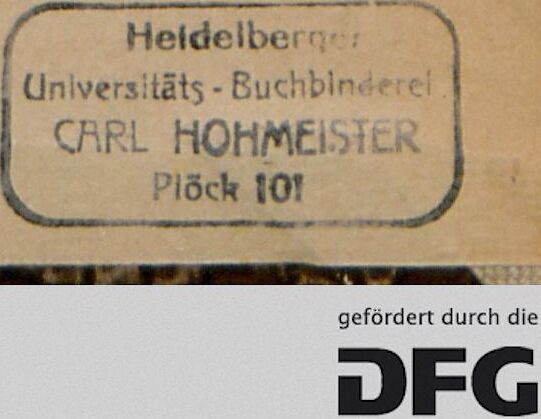 Heidelberger
Universitäts - Buchbinderei
CARL HOHMEISTER
Plöck 101
gefördert durch die
DFG